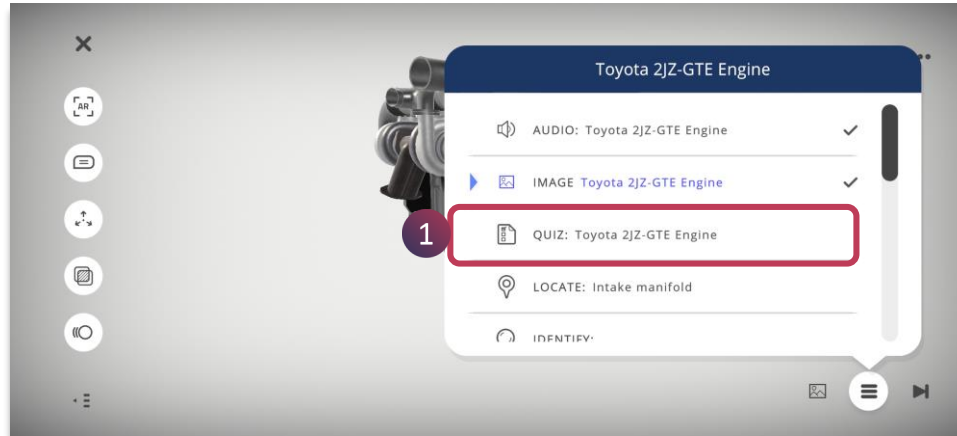 Toyota 2JZ-GTE Engine
AR
AUDIO: Toyota 2JZ-GTE Engine
IMAGE Toyota 2JZ-GTE Engine
1
QUIZ: Toyota 2JZ-GTE Engine
LOCATE: Intake manifold
IDENTIFY: